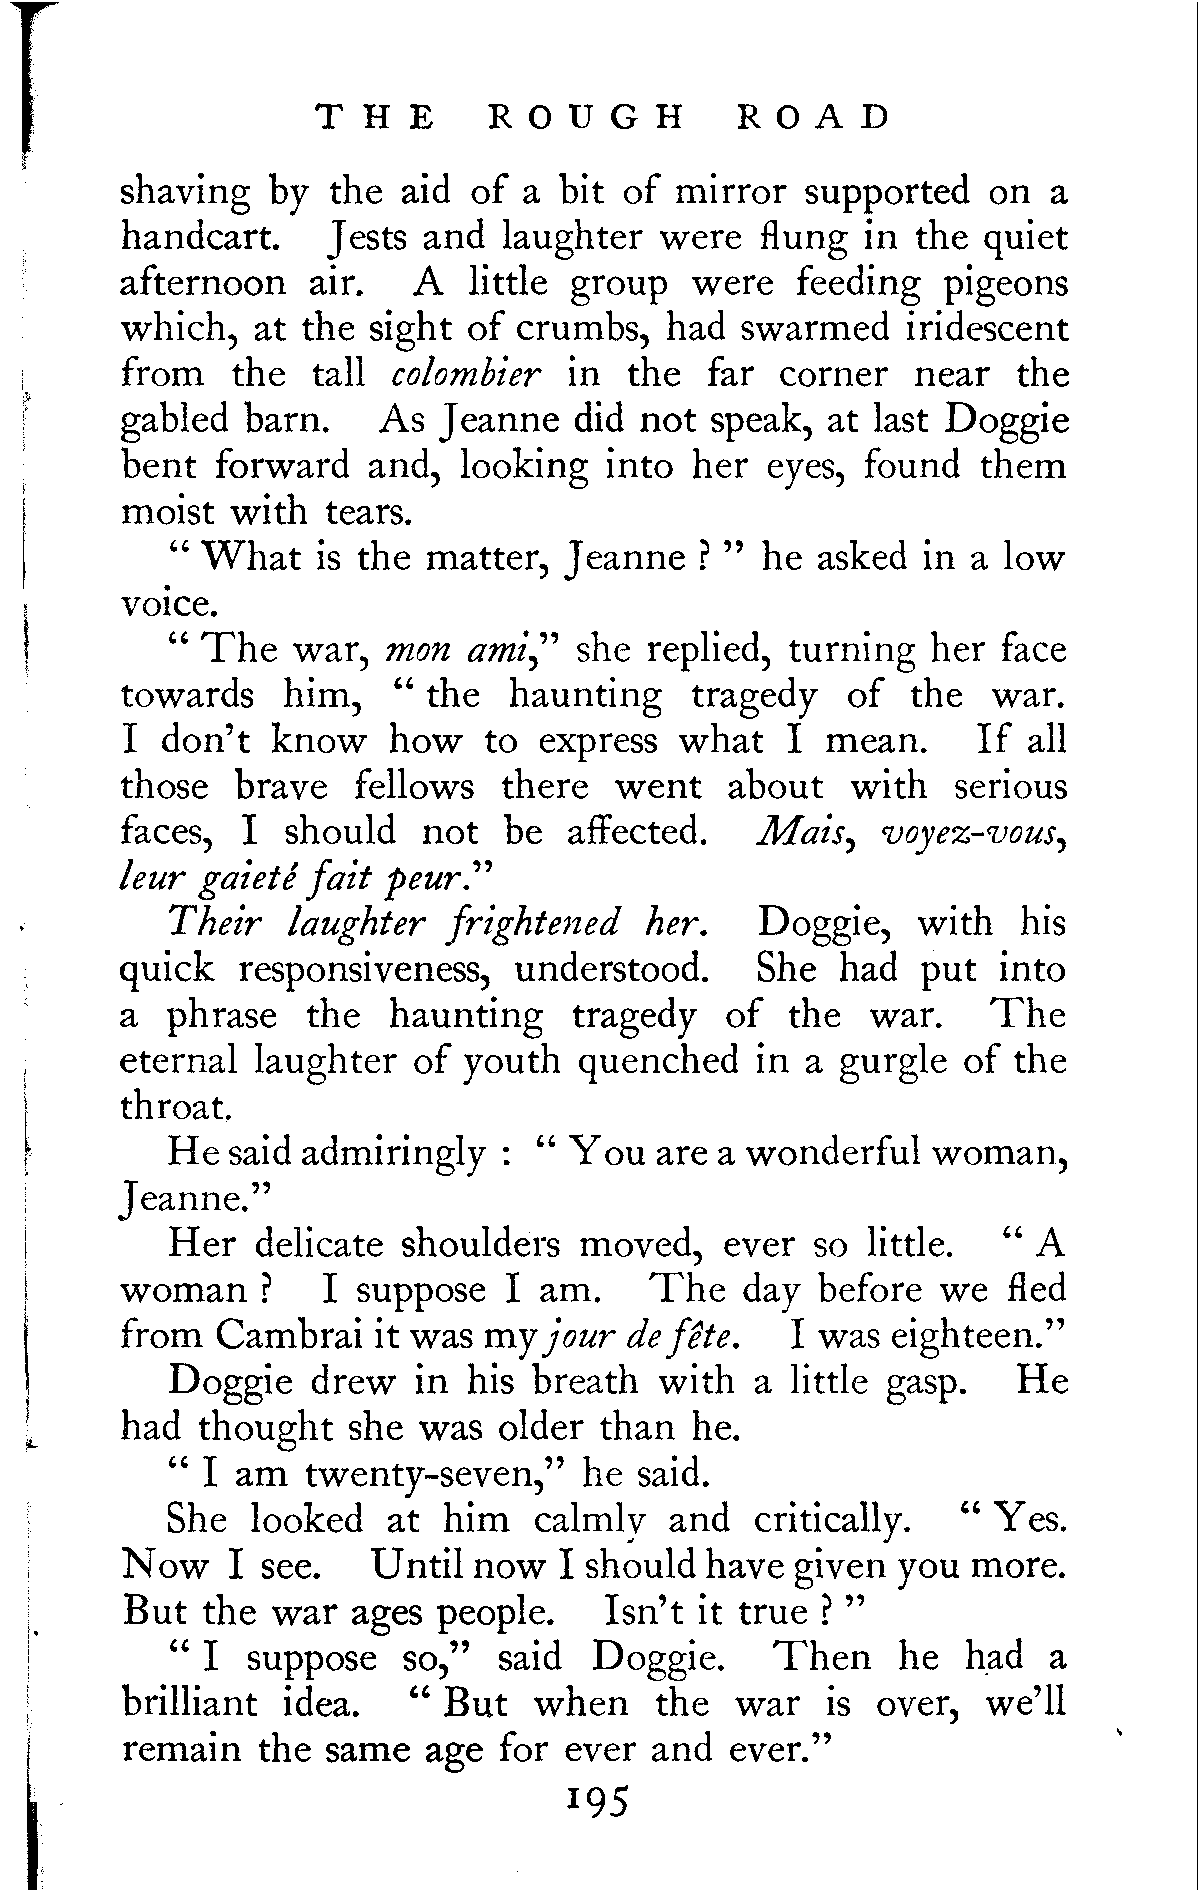 THE ROUGH ROAD
shaving by the aid of a bit of mirror supported on a
handcart. Jests and laughter were flung in the quiet
afternoon air. A little group were feeding pigeons
which, at the sight of crumbs, had swarmed iridescent
from the tall colombier in the far corner near the
gabled barn. As Jeanne did not speak, at last Doggie
bent forward and, looking into her eyes, found them
moist with tears.
“ What is the matter, Jeanne ? ” he asked in a low
voice.
“ The war, mon ami,” she replied, turning her face
towards him, “ the haunting tragedy of the war.
I don’t know how to express what I mean. If all
those brave fellows there went about with serious
faces, I should not be affected. Mais, voyez-vous,
leur gaieté fait peur.”
Their laughter frightened her. Doggie, with his
quick responsiveness, understood. She had put into
a phrase the haunting tragedy of the war. The
eternal laughter of youth quenched in a gurgle of the
throat.
He said admiringly : “ You are a wonderful woman,
Jeanne.”
Her delicate shoulders moved, ever so little. “ A
woman ? I suppose I am. The day before we fled
from Cambrai it was my jour de fête. I was eighteen.”
Doggie drew in his breath with a little gasp. He
had thought she was older than he.
“ I am twenty-seven,” he said.
She looked at him calmly and critically. “ Yes.
Now I see. Until now I should have given you more.
But the war ages people. Isn’t it true ? ”
“ I suppose so,” said Doggie. Then he had a
brilliant idea. “ But when the war is over, we’ll
remain the same age for ever and ever.”
195